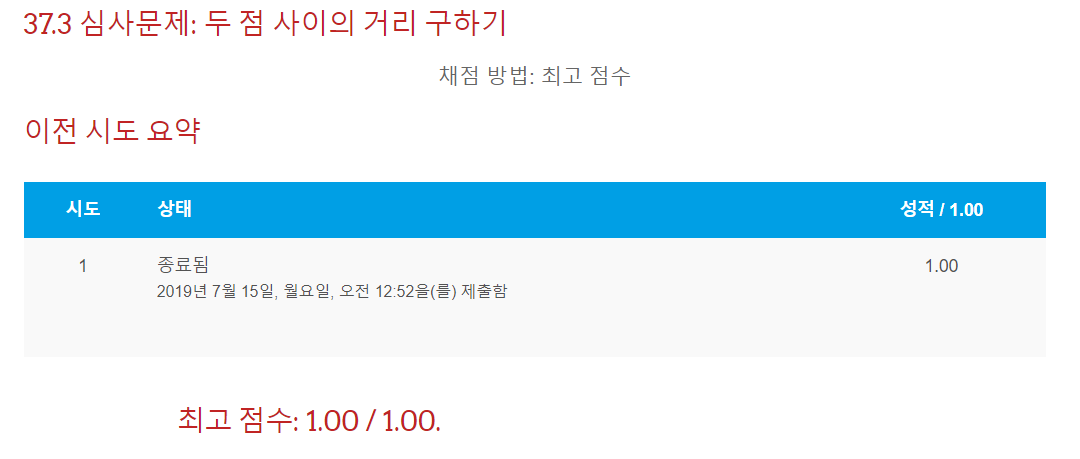 37.3 심사문제: 두 점 사이의 거리 구하기
채점 방법: 최고 점수
이전 시도 요약
시도 상태 성적 / 1.00
1 종료됨 1.00
2019년 7월 15일, 월요일, 오전 12:52을(를) 제출함
최고 점수: 1.00 / 1.00.